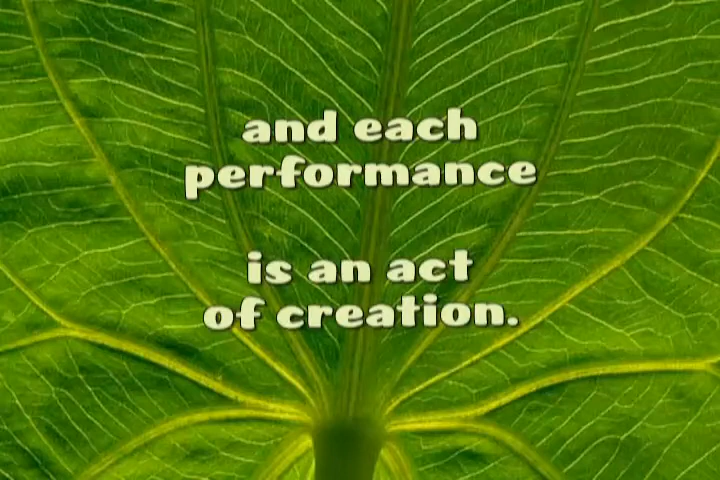 and each
performance
is an act
of creation.